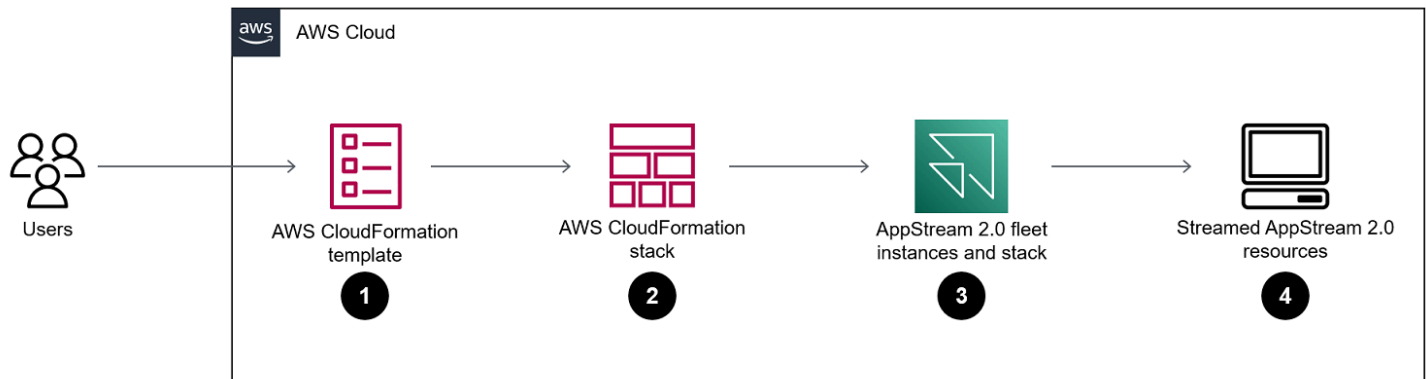 aws
AWS Cloud
Users
AWS CloudFormation
template
AWS CloudFormation
stack
AppStream 2.0 fleet
instances and stack
Streamed AppStream 2.0
resources
1
2
3
4